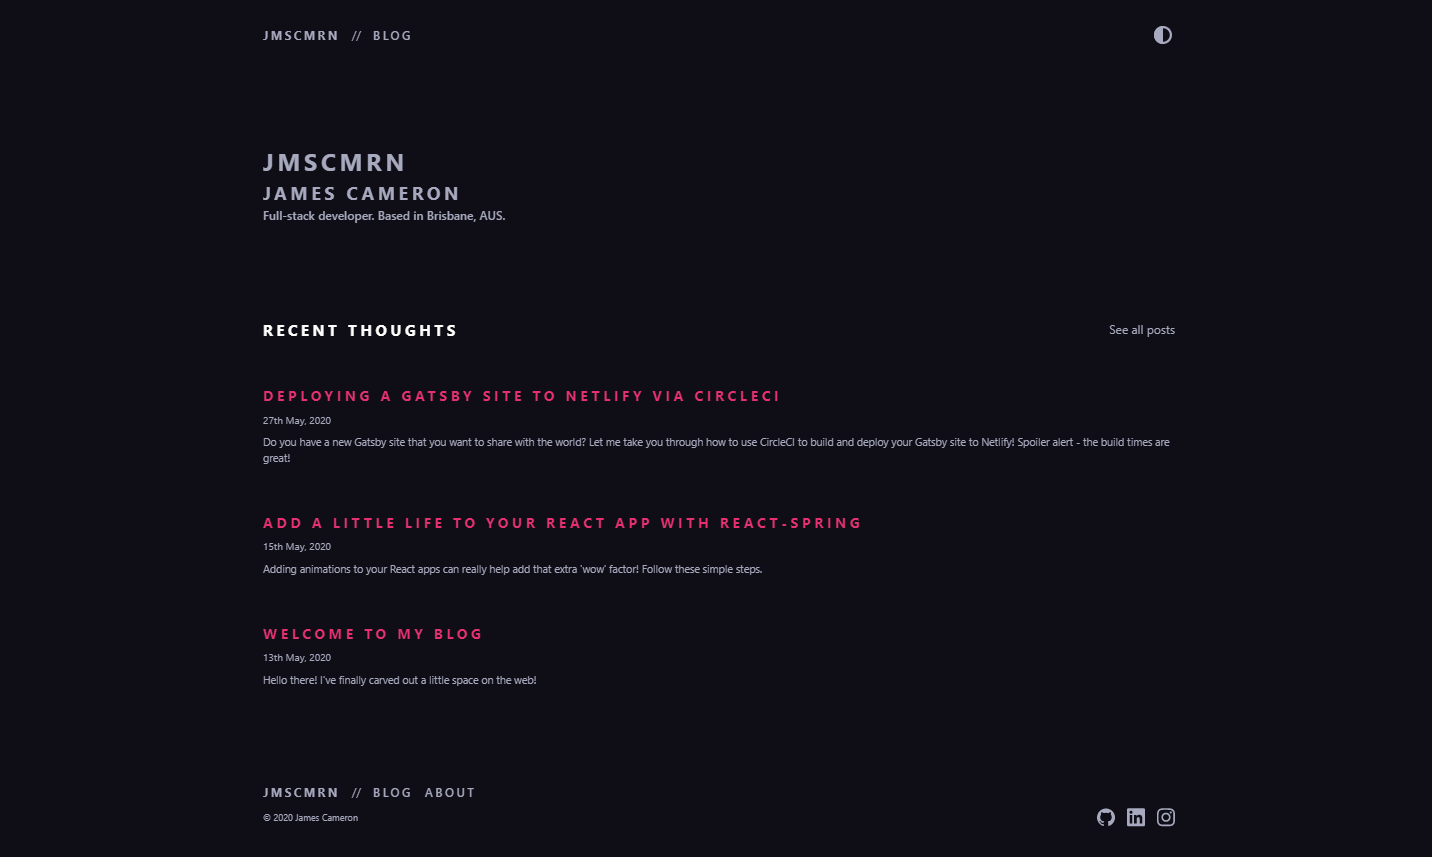 JMSCMRN // BLOG
JMSCMRN
JAMES CAMERON
Full-stack developer. Based in Brisbane, AUS.
RECENT THOUGHTS
See all posts
DEPLOYING A GATSBY SITE TO NETLIFY VIA CIRCLECI
27th May, 2020
Do you have a new Gatsby site that you want to share with the world? Let me take you through how to use CircleCI to build and deploy your Gatsby site to Netlify! Spoiler alert - the build times are
great!
ADD A LITTLE LIFE TO YOUR REACT APP WITH REACT-SPRING
15th May, 2020
Adding animations to your React apps can really help add that extra 'wow' factor! Follow these simple steps.
WELCOME TO MY BLOG
13th May, 2020
Hello there! I've finally carved out a little space on the web!
JMSCMRN // BLOG ABOUT
© 2020 James Cameron
in